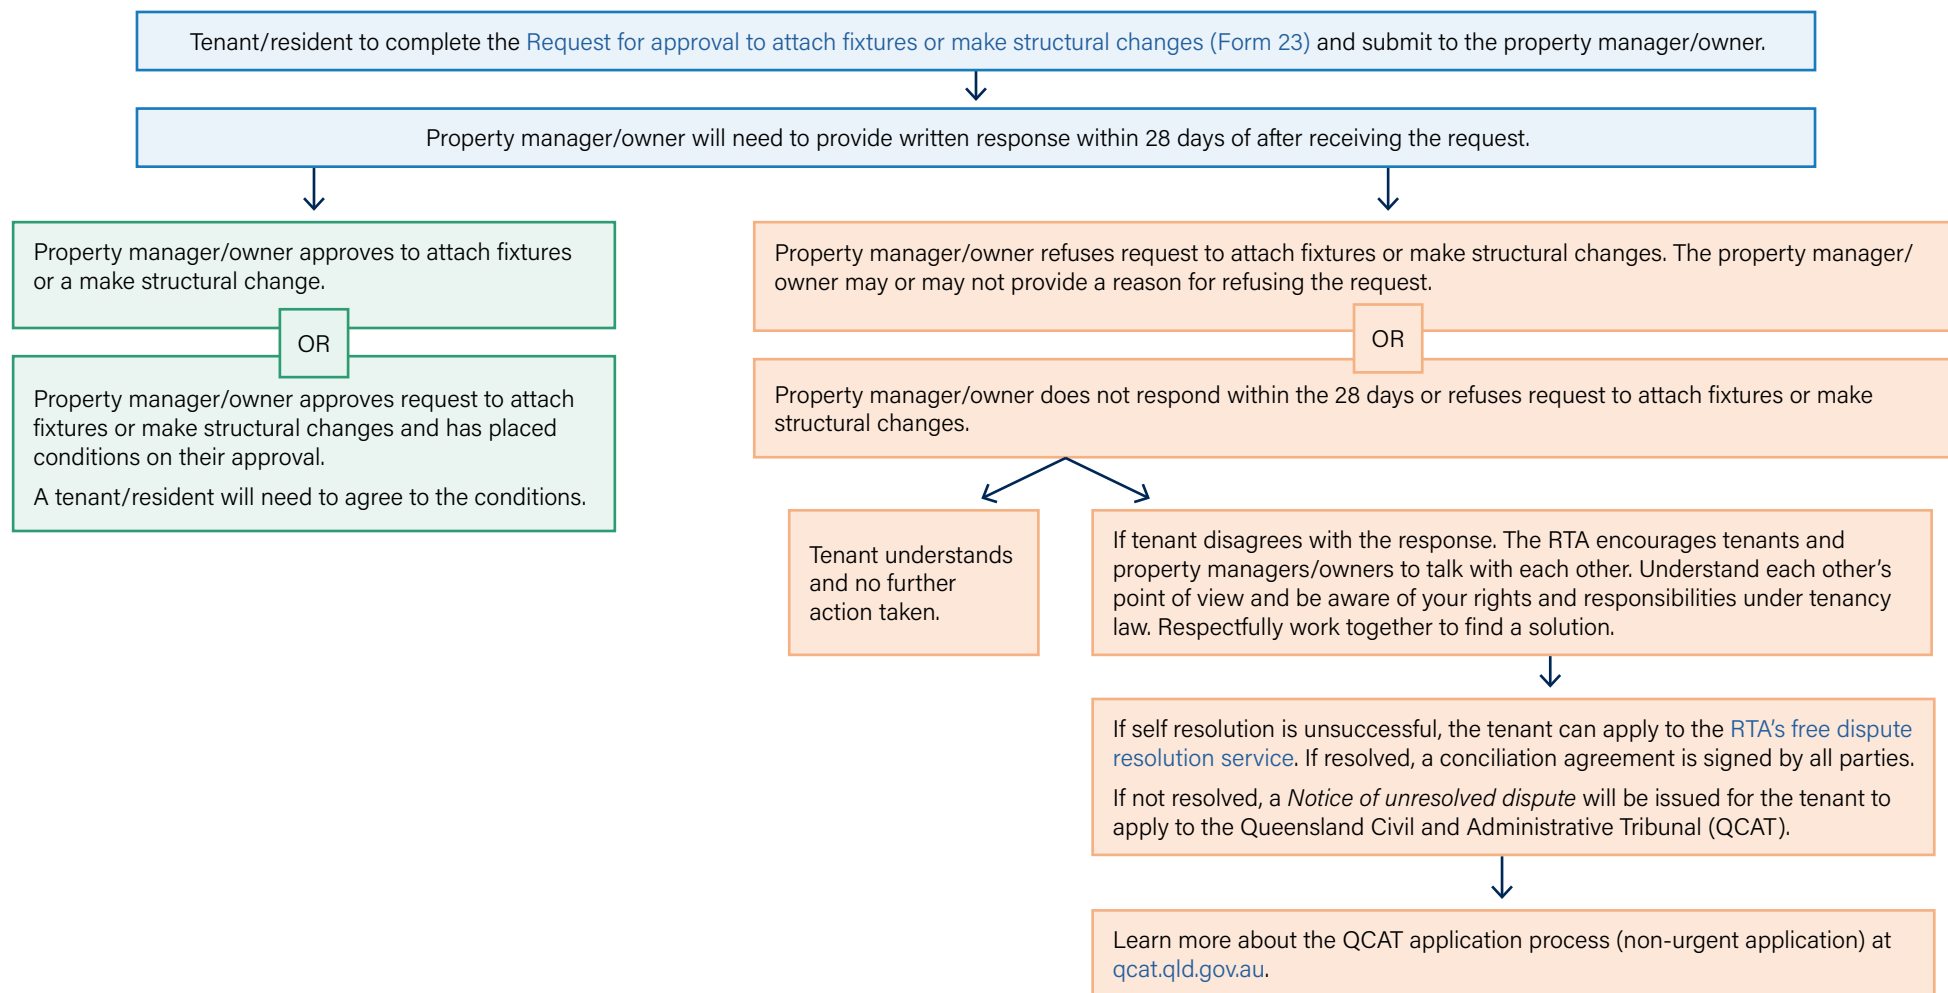 Tenant/resident to complete the Request for approval to attach fixtures or make structural changes (Form 23) and submit to the property manager/owner.
Property manager/owner will need to provide written response within 28 days of after receiving the request.
Property manager/owner approves to attach fixtures
or a make structural change.
OR
Property manager/owner approves request to attach
fixtures or make structural changes and has placed
conditions on their approval.
A tenant/resident will need to agree to the conditions.
Property manager/owner refuses request to attach fixtures or make structural changes. The property manager/
owner may or may not provide a reason for refusing the request.
OR
Property manager/owner does not respond within the 28 days or refuses request to attach fixtures or make
structural changes.
Tenant understands
and no further
action taken.
If tenant disagrees with the response. The RTA encourages tenants and
property managers/owners to talk with each other. Understand each other’s
point of view and be aware of your rights and responsibilities under tenancy
law. Respectfully work together to find a solution.
If self resolution is unsuccessful, the tenant can apply to the RTA’s free dispute
resolution service. If resolved, a conciliation agreement is signed by all parties.
If not resolved, a Notice of unresolved dispute will be issued for the tenant to
apply to the Queensland Civil and Administrative Tribunal (QCAT).
Learn more about the QCAT application process (non-urgent application) at
qcat.qld.gov.au.